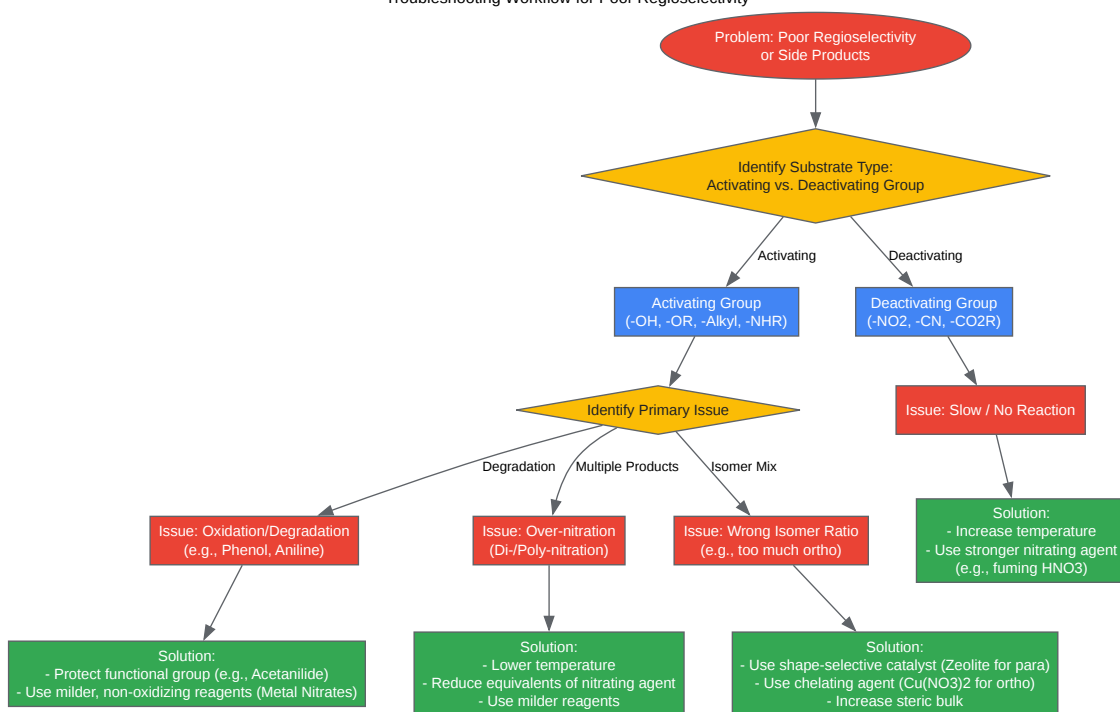 Troubleshooting Workflow for Poor Regioselectivity
Problem: Poor Regioselectivity
or Side Products
Identify Substrate Type:
Activating vs. Deactivating Group
Activating
Deactivating
Activating Group
(-OH, -OR, -Alkyl, -NHR)
Deactivating Group
(-NO2, -CN, -CO2R)
Identify Primary Issue
Issue: Slow / No Reaction
Degradation
Multiple Products
Isomer Mix
Issue: Oxidation/Degradation
(e.g., Phenol, Aniline)
Issue: Over-nitration
(Di-/Poly-nitration)
Issue: Wrong Isomer Ratio
(e.g., too much ortho)
Solution:
- Increase temperature
- Use stronger nitrating agent
(e.g., fuming HNO3)
Solution:
- Protect functional group (e.g., Acetanilide)
- Use milder, non-oxidizing reagents (Metal Nitrates)
Solution:
- Lower temperature
- Reduce equivalents of nitrating agent
- Use milder reagents
Solution:
- Use shape-selective catalyst (Zeolite for para)
- Use chelating agent (Cu(NO3)2 for ortho)
- Increase steric bulk